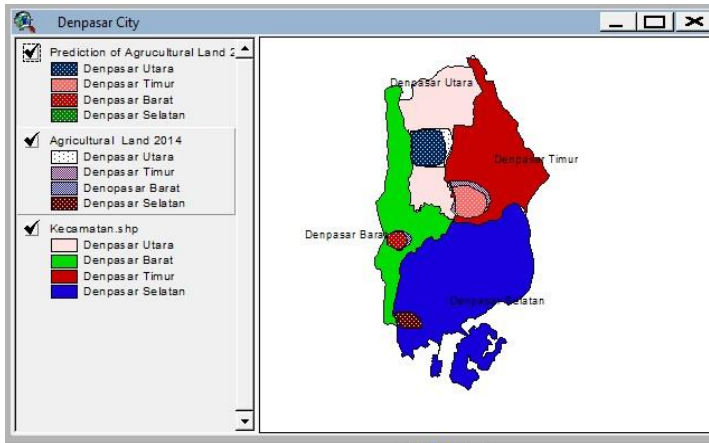 Denpasar City
Prediction of Agrucultural Land 2
Denpasar Utara
Denpasar Timur
Denpasar Barat
Denpasar Selatan
Agricultural Land 2014
Denpasar Utara
Denpasar Timur
Denopasar Barat
Denpasar Selatan
Kecamatan.shp
Denpasar Utara
Denpasar Barat
Denpasar Timur
Denpasar Selatan
Denpasar Utara
Denpasar Timur
Denpasar Barat
Denpasar Selatan